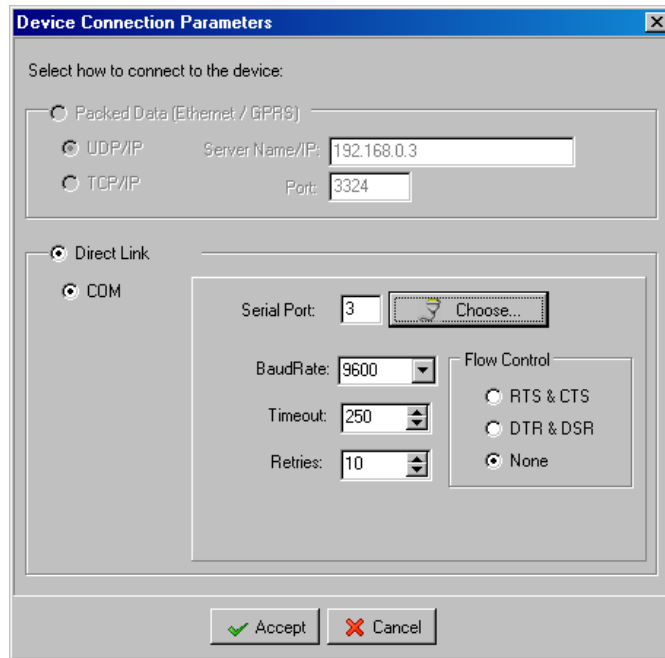 Device Connection Parameters
Select how to connect to the device:
Packed Data (Ethernet / GPRS)
UDP/IP Server Name/IP: 192.168.0.3
TCP/IP Port: 3324
Direct Link
COM
Serial Port: 3 Choose...
BaudRate: 9600 Flow Control
RTS & CTS
Timeout: 250
DTR & DSR
Retries: 10 None
Accept Cancel